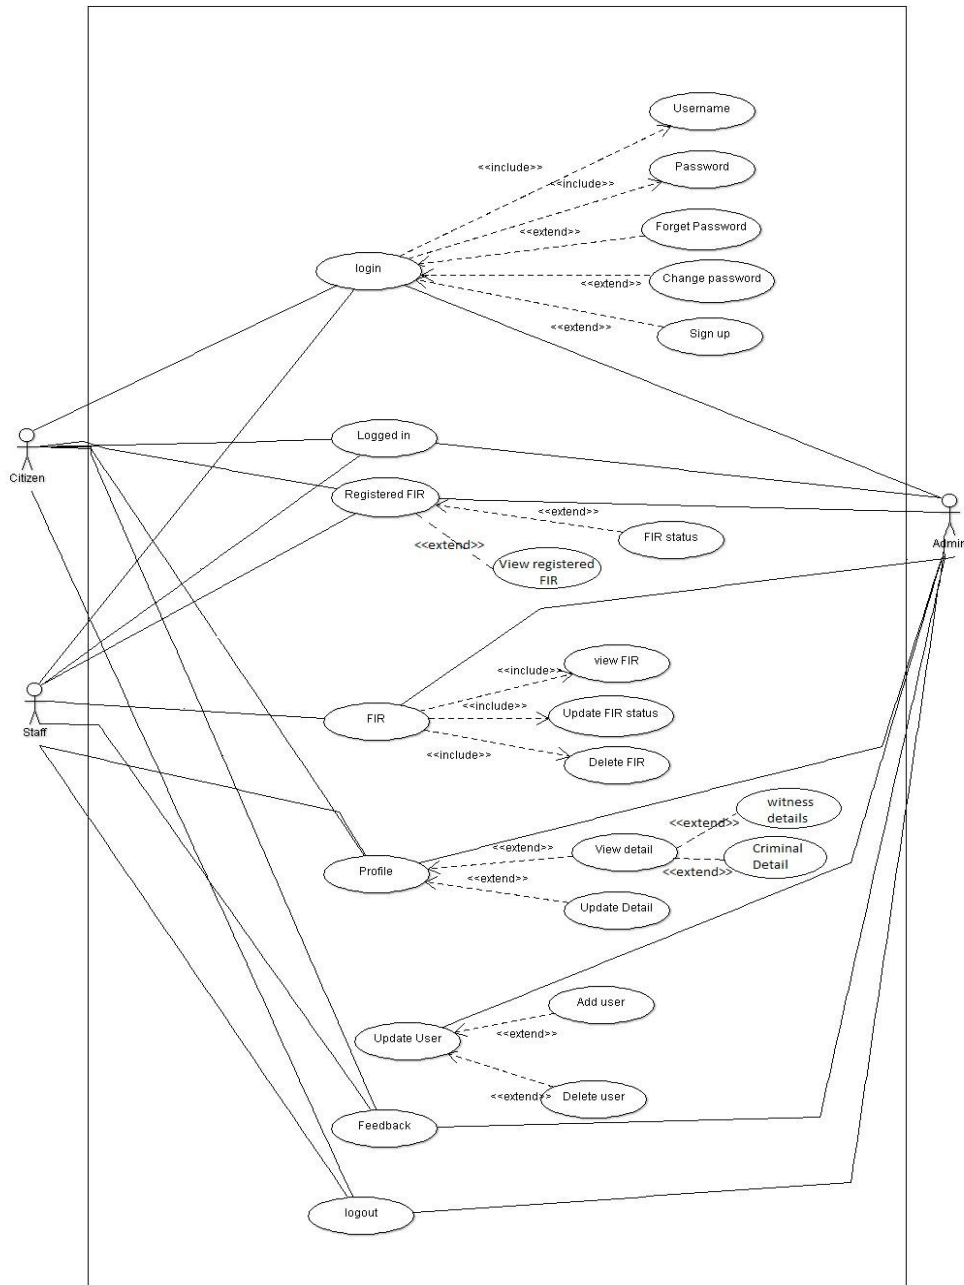 Username
<<include>>
Password
<<include>>
Forget Password
<<extend>>
login
Change password
<<extend>>
Sign up
<<extend>>
Logged in
Citizen
Registered FIR
<<extend>>
FIR status
Admin
<<extend>>
View registered
FIR
view FIR
<<include>>
<<include>>
Update FIR status
FIR
Staff
<<include>>
Delete FIR
witness
details
<<extend>>
<<extend>>
View detail
Criminal
Detail
<<extend>>
Profile
<<extend>>
Update Detail
Add user
<<extend>>
Update User
<<extend>>
Delete user
Feedback
logout